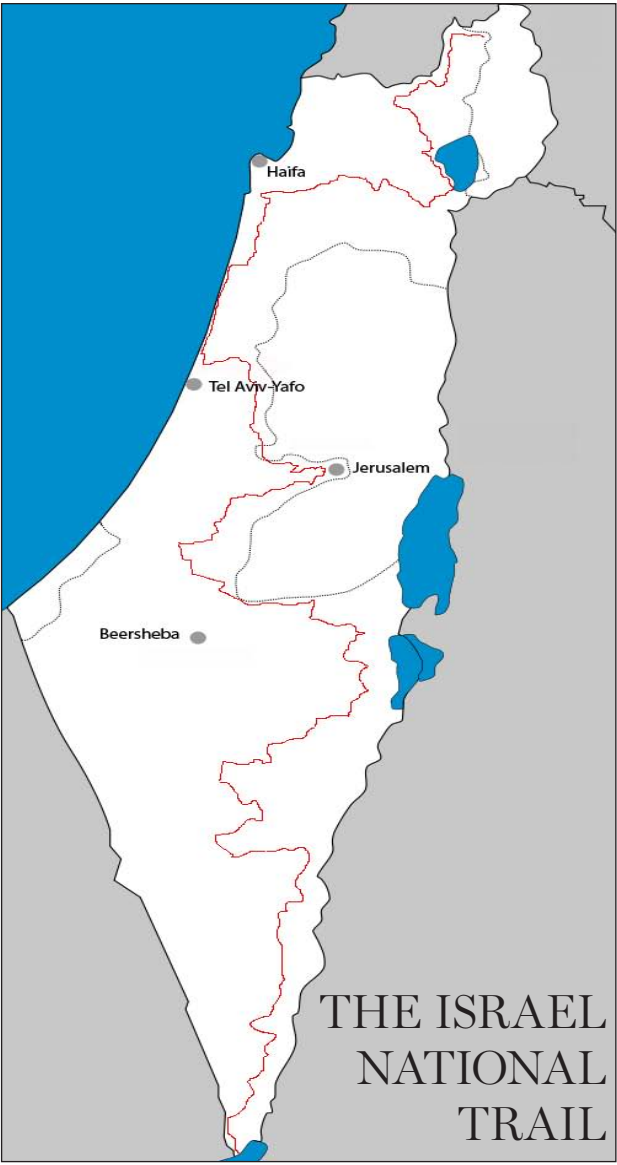 Haifa
Tel Aviv-Yafo
Jerusalem
Beersheba
THE ISRAEL
NATIONAL
TRAIL